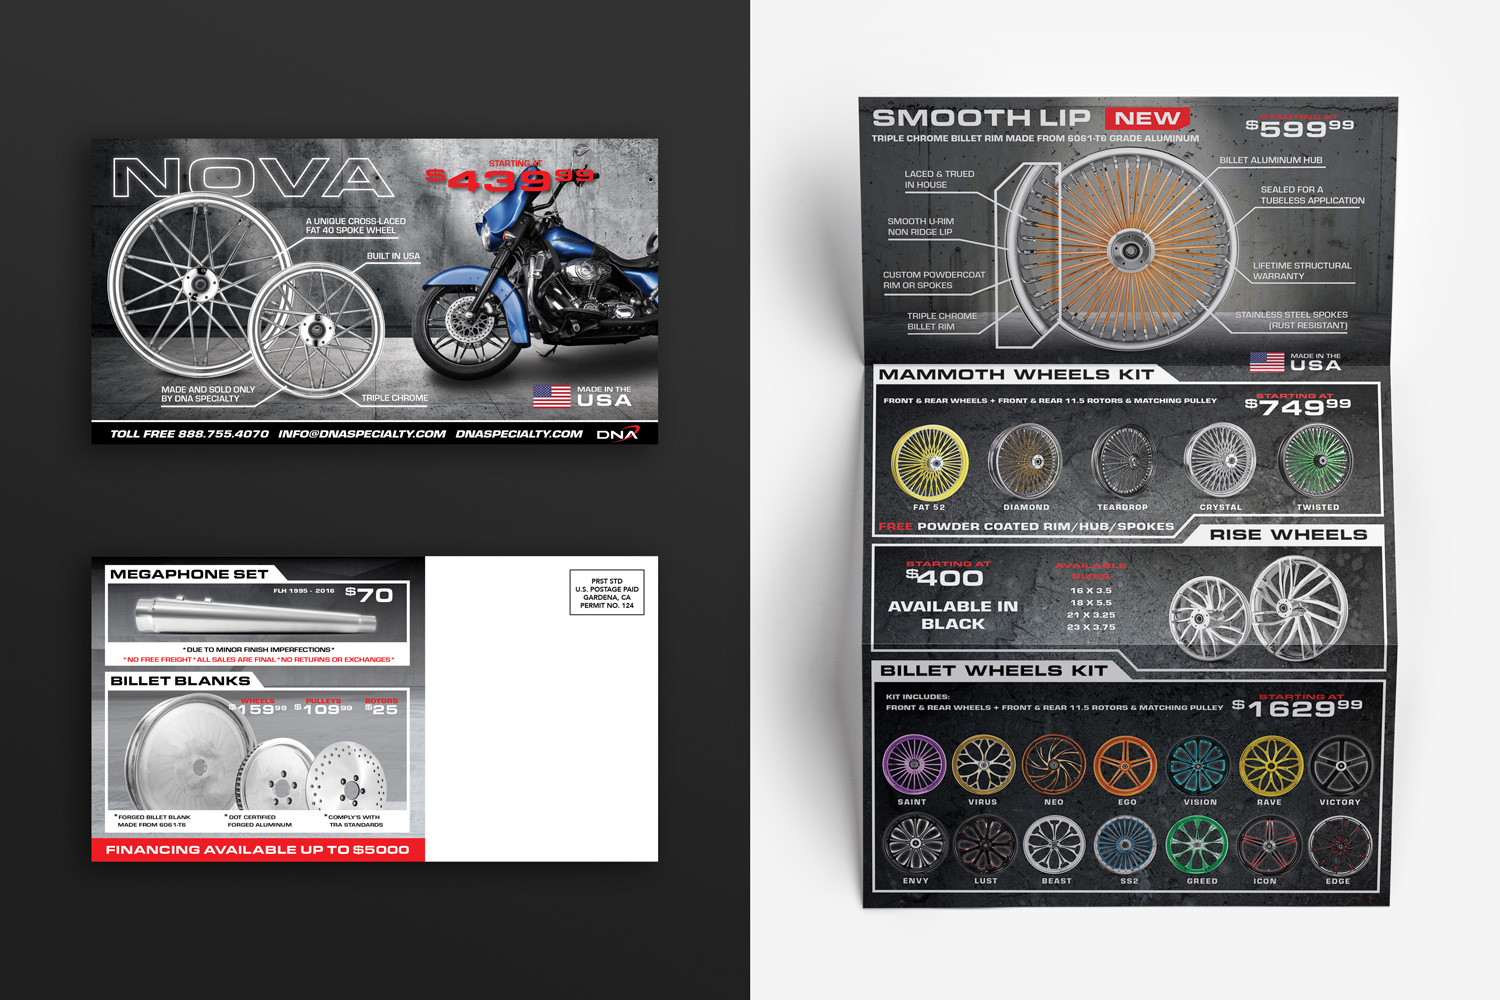 NOVA
STARTING AT
$439.99
A UNIQUE CROSS-LACED
FAT 40 SPOKE WHEEL
BUILT IN USA
MADE AND SOLD ONLY
BY DNA SPECIALTY
TRIPLE CHROME
MADE IN THE
USA
TOLL FREE 888.755.4070 INFO@DNASPECIALTY.COM DNASPECIALTY.COM DNA
MEGAPHONE SET
FLH 1995 - 2016 $70
*DUE TO MINOR FINISH IMPERFECTIONS*
*NO FREE FREIGHT*ALL SALES ARE FINAL*NO RETURNS OR EXCHANGES*
BILLET BLANKS
WHEELS PULLEYS ROTORS
$159.99 $109.99 $25
*FORGED BILLET BLANK
MADE FROM 6061-T6
*DOT CERTIFIED
FORGED ALUMINUM
*COMPLY'S WITH
TRA STANDARDS
FINANCING AVAILABLE UP TO $5000
PRST STD
U.S. POSTAGE PAID
GARDENA, CA
PERMIT NO. 124
SMOOTH LIP NEW
TRIPLE CHROME BILLET RIM MADE FROM 6061-T6 GRADE ALUMINUM
STARTING AT
$599.99
LACED & TRUED
IN HOUSE
SMOOTH U-RIM
NON RIDGE LIP
CUSTOM POWDERCOAT
RIM OR SPOKES
TRIPLE CHROME
BILLET RIM
BILLET ALUMINUM HUB
SEALED FOR A
TUBELESS APPLICATION
LIFETIME STRUCTURAL
WARRANTY
STAINLESS STEEL SPOKES
(RUST RESISTANT)
MADE IN THE
USA
MAMMOTH WHEELS KIT
FRONT & REAR WHEELS + FRONT & REAR 11.5 ROTORS & MATCHING PULLEY
STARTING AT
$749.99
FAT 52 DIAMOND TEARDROP CRYSTAL TWISTED
FREE POWDER COATED RIM/HUB/SPOKES
RISE WHEELS
STARTING AT
$400
AVAILABLE IN
BLACK
AVAILABLE
SIZES
16 X 3.5
18 X 5.5
21 X 3.25
23 X 3.75
BILLET WHEELS KIT
KIT INCLUDES:
FRONT & REAR WHEELS + FRONT & REAR 11.5 ROTORS & MATCHING PULLEY
STARTING AT
$1629.99
SAINT VIRUS NEO EGO VISION RAVE VICTORY
ENVY LUST BEAST SS2 GREED ICON EDGE